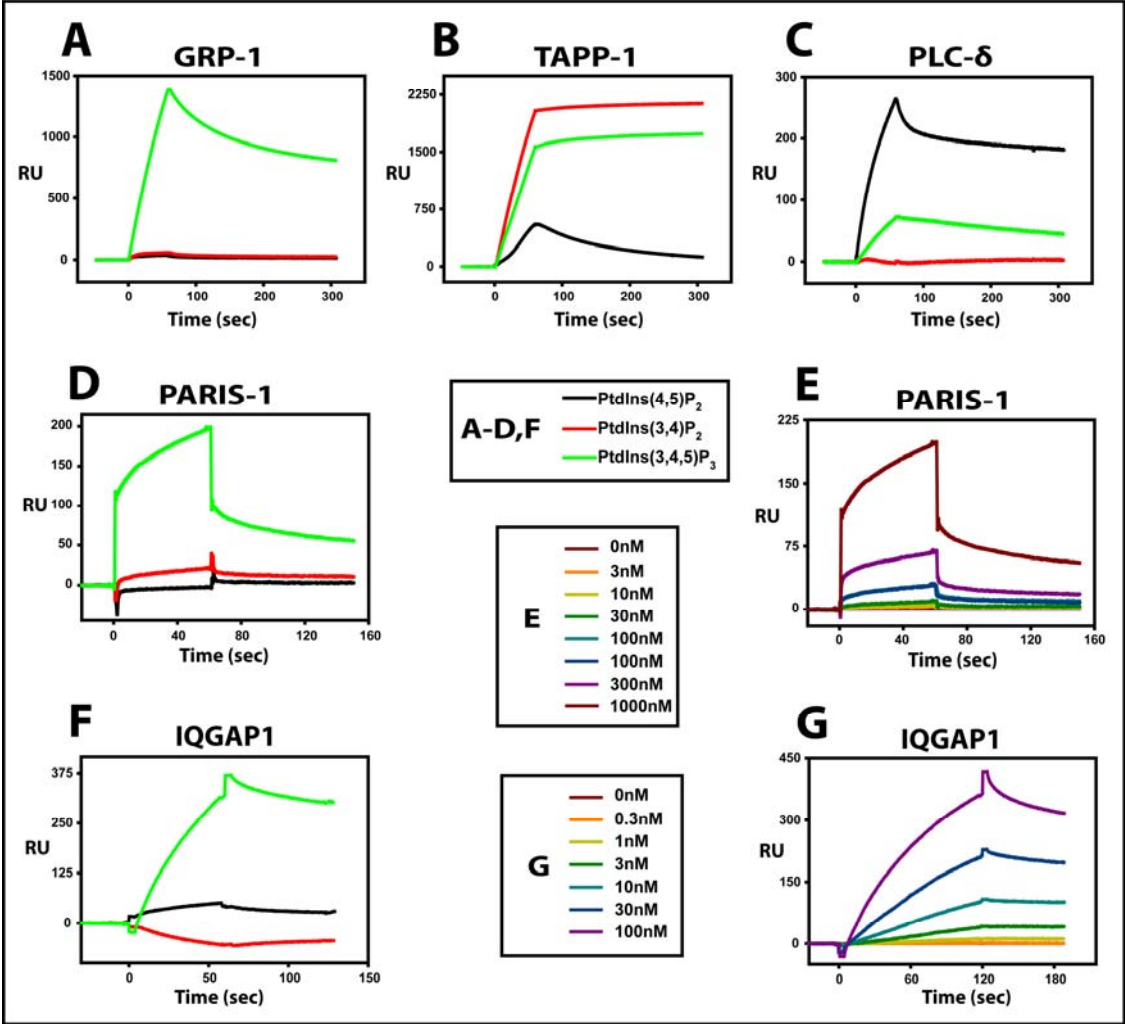 A
GRP-1
1500
1000
500
0
RU
0 100 200 300
Time (sec)
B
TAPP-1
2250
1500
750
0
RU
0 100 200 300
Time (sec)
C
PLC-δ
300
200
100
0
RU
0 100 200 300
Time (sec)
D
PARIS-1
200
150
100
50
0
RU
0 40 80 120 160
Time (sec)
A-D,F
PtdIns(4,5)P2
PtdIns(3,4)P2
PtdIns(3,4,5)P3
E
PARIS-1
225
150
75
0
RU
0 40 80 120 160
Time (sec)
E
0nM
3nM
10nM
30nM
100nM
100nM
300nM
1000nM
F
IQGAP1
375
250
125
0
RU
0 50 100 150
Time (sec)
G
0nM
0.3nM
1nM
3nM
10nM
30nM
100nM
G
IQGAP1
450
300
150
0
RU
0 60 120 180
Time (sec)